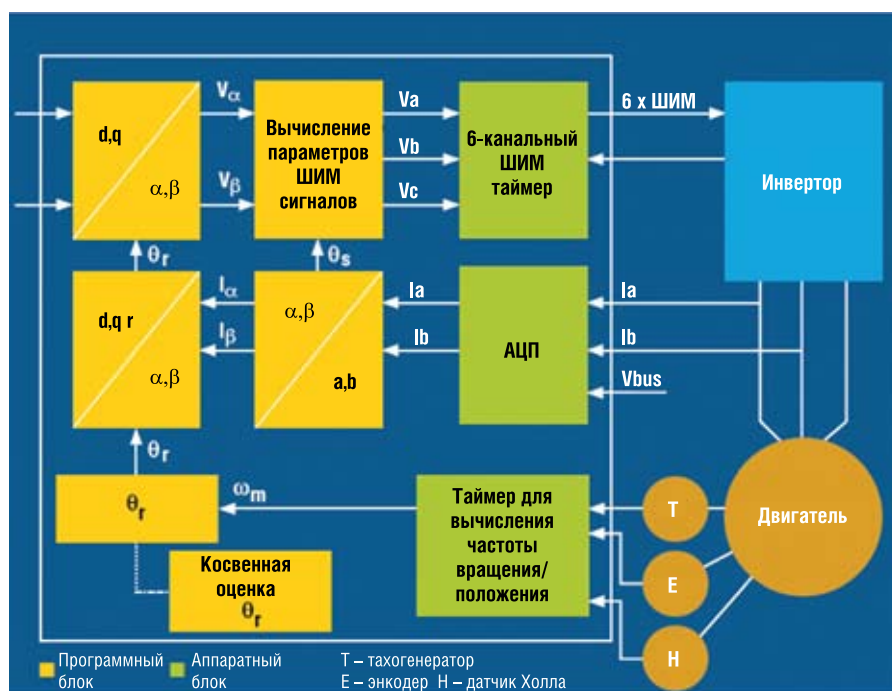 d,q
α,β
Vα
Vβ
Вычисление
параметров
ШИМ
сигналов
Va
Vb
Vc
6-канальный
ШИМ
таймер
6 x ШИМ
Инвертор
θr
θs
d,q r
α,β
Iα
Iβ
α,β
a,b
Ia
Ib
АЦП
Ia
Ib
Vbus
θr
θr
ωm
Таймер для
вычисления
частоты
вращения/
положения
T
E
H
Двигатель
Косвенная
оценка
θr
Программный
блок
Аппаратный
блок
T – тахогенератор
E – энкодер H – датчик Холла